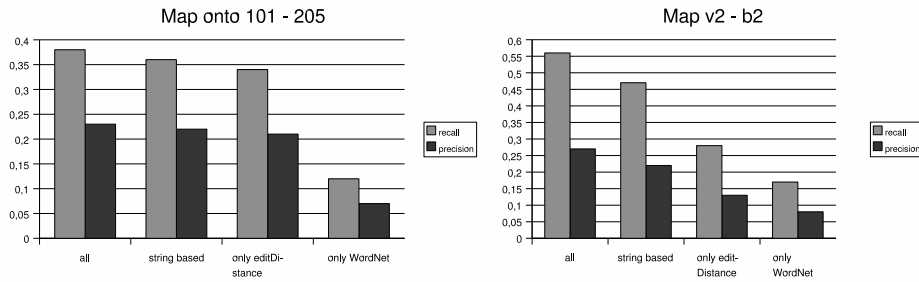 Map onto 101 - 205
0,4
0,35
0,3
0,25
0,2
0,15
0,1
0,05
0
all
string based
only editDi-
stance
only WordNet
recall
precision
Map v2 - b2
0,6
0,55
0,5
0,45
0,4
0,35
0,3
0,25
0,2
0,15
0,1
0,05
0
all
string based
only edit-
Distance
only
WordNet
recall
precision